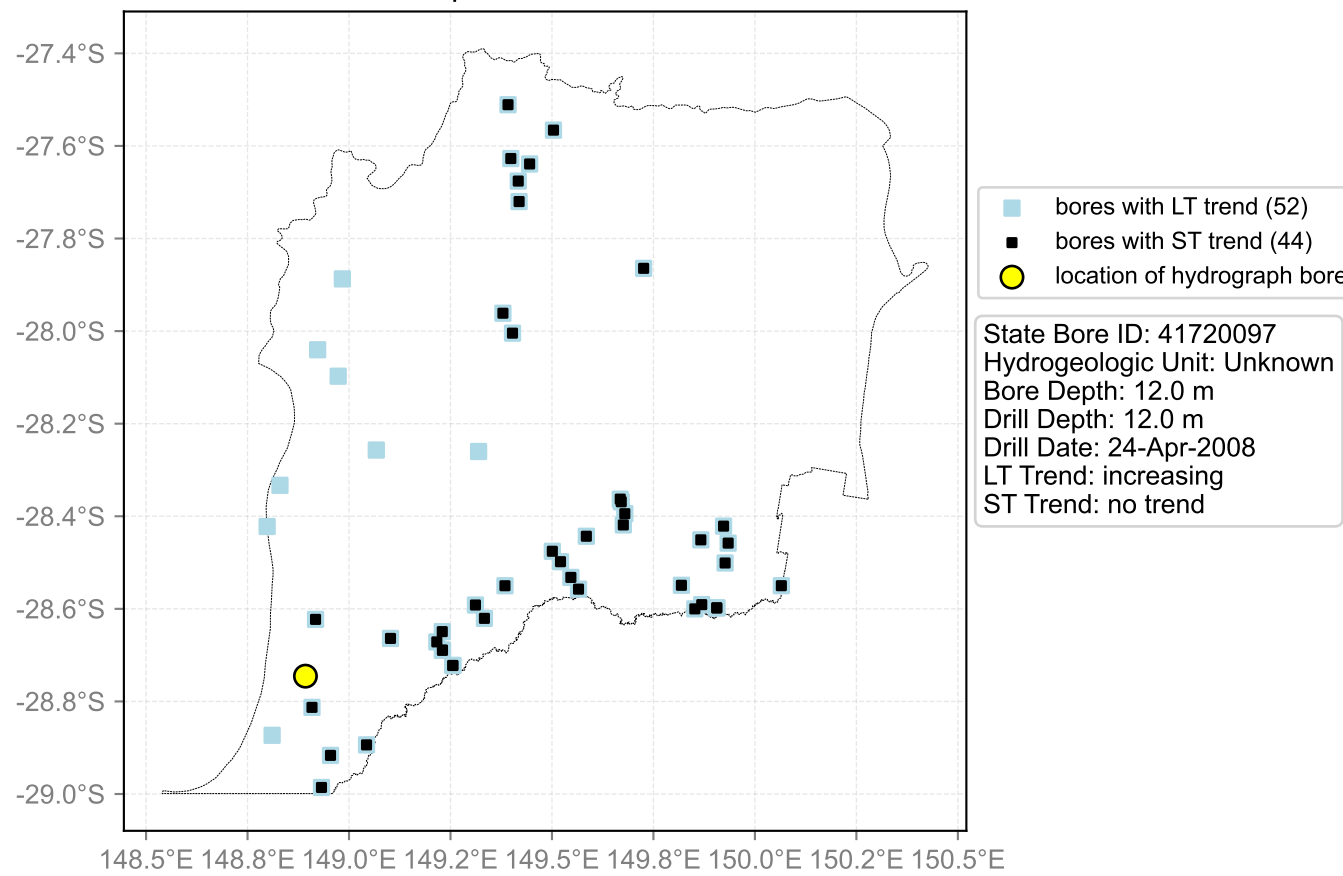 -27.4°S
-27.6°S
-27.8°S
-28.0°S
-28.2°S
-28.4°S
-28.6°S
-28.8°S
-29.0°S
148.5°E 148.8°E 149.0°E 149.2°E 149.5°E 149.8°E 150.0°E 150.2°E 150.5°E
bores with LT trend (52)
bores with ST trend (44)
location of hydrograph bore
State Bore ID: 41720097
Hydrogeologic Unit: Unknown
Bore Depth: 12.0 m
Drill Depth: 12.0 m
Drill Date: 24-Apr-2008
LT Trend: increasing
ST Trend: no trend